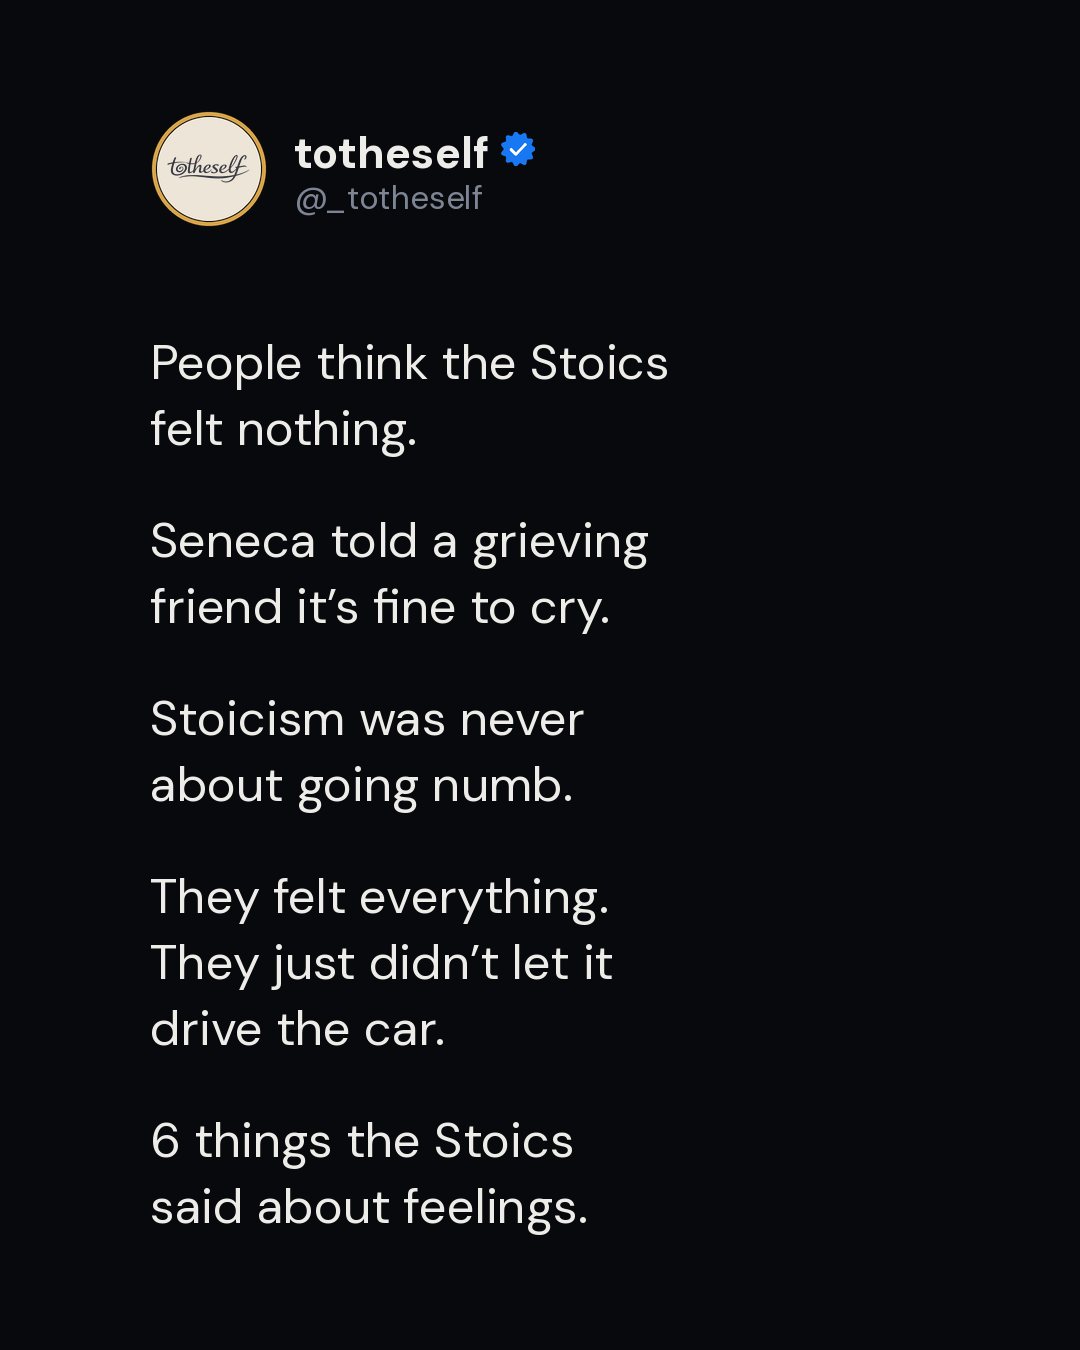 totheself
totheself
@_totheself
People think the Stoics
felt nothing.
Seneca told a grieving
friend it’s fine to cry.
Stoicism was never
about going numb.
They felt everything.
They just didn’t let it
drive the car.
6 things the Stoics
said about feelings.